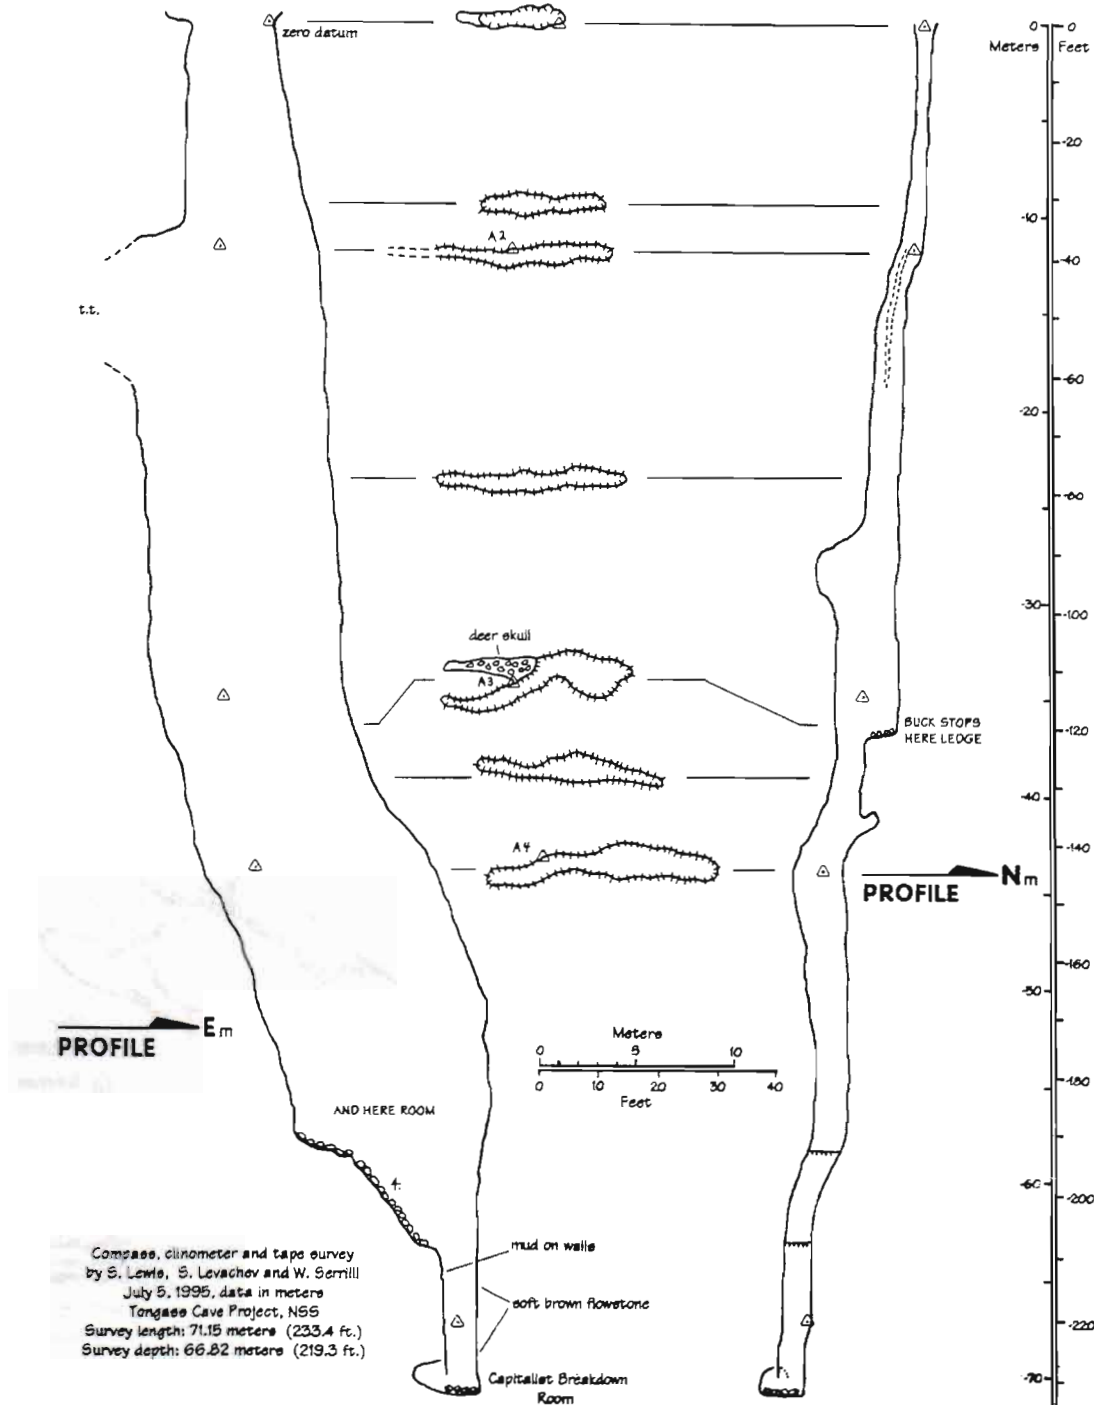 zero datum
0 0
Meters Feet
-20
-10
A2
-40
t.t.
-60
-20
-80
-30
-100
deer skull
A3
BUCK STOPS
HERE LEDGE
-120
-40
A4
-140
PROFILE Nm
-160
-50
PROFILE Em
Meters
0 5 10
0 10 20 30 40
Feet
-180
AND HERE ROOM
-60
-200
4.
mud on walls
Compass, clinometer and tape survey
by S. Lewis, S. Levachev and W. Serrill
July 5, 1995, data in meters
Tongass Cave Project, NSS
Survey length: 71.15 meters (233.4 ft.)
Survey depth: 66.82 meters (219.3 ft.)
soft brown flowstone
-220
Capitalist Breakdown
Room
-70